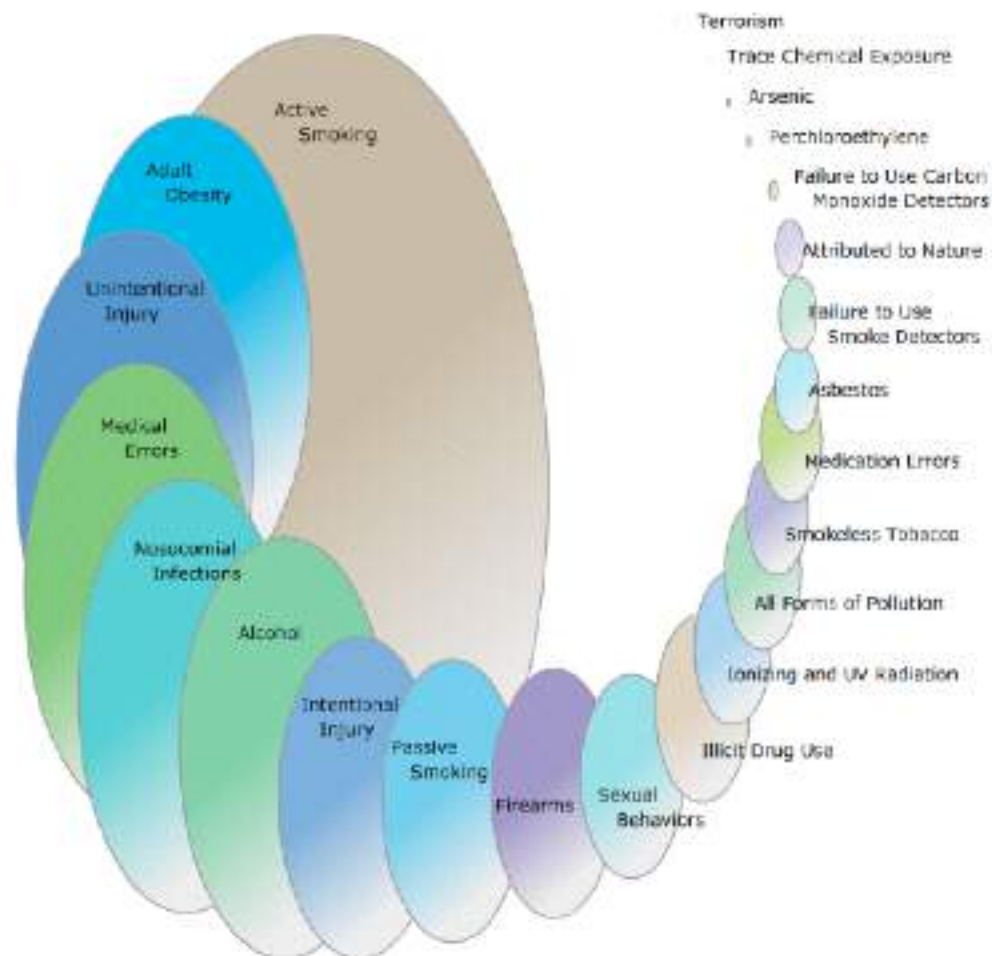 Active
Smoking
Adult
Obesity
Unintentional
Injury
Medical
Errors
Nosocomial
Infections
Alcohol
Intentional
Injury
Passive
Smoking
Firearms
Sexual
Behaviors
Illicit Drug Use
Ionizing and UV Radiation
All Forms of Pollution
Smokeless Tobacco
Medication Errors
Asbestos
Failure to Use
Smoke Detectors
Attributed to Nature
Failure to Use Carbon
Monoxide Detectors
Perchloroethylene
Arsenic
Trace Chemical Exposure
Terrorism